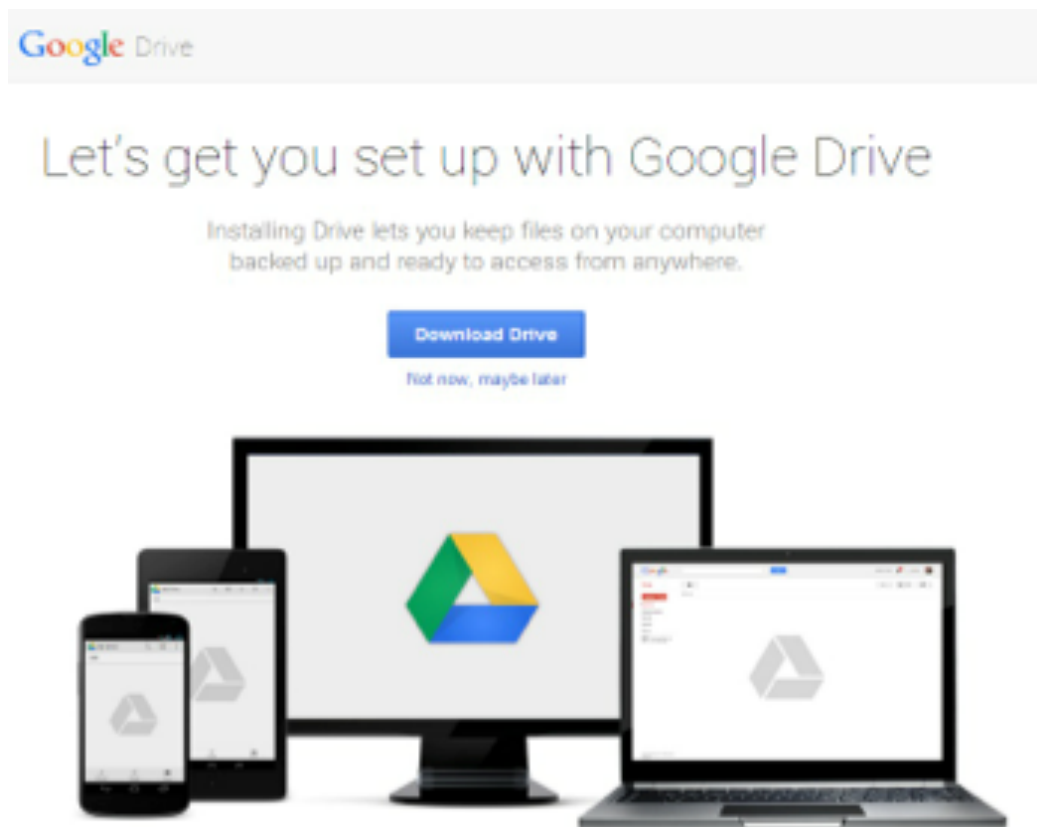 Google Drive
Let's get you set up with Google Drive
Installing Drive lets you keep files on your computer
backed up and ready to access from anywhere.
Download Drive
Not now, maybe later
Google